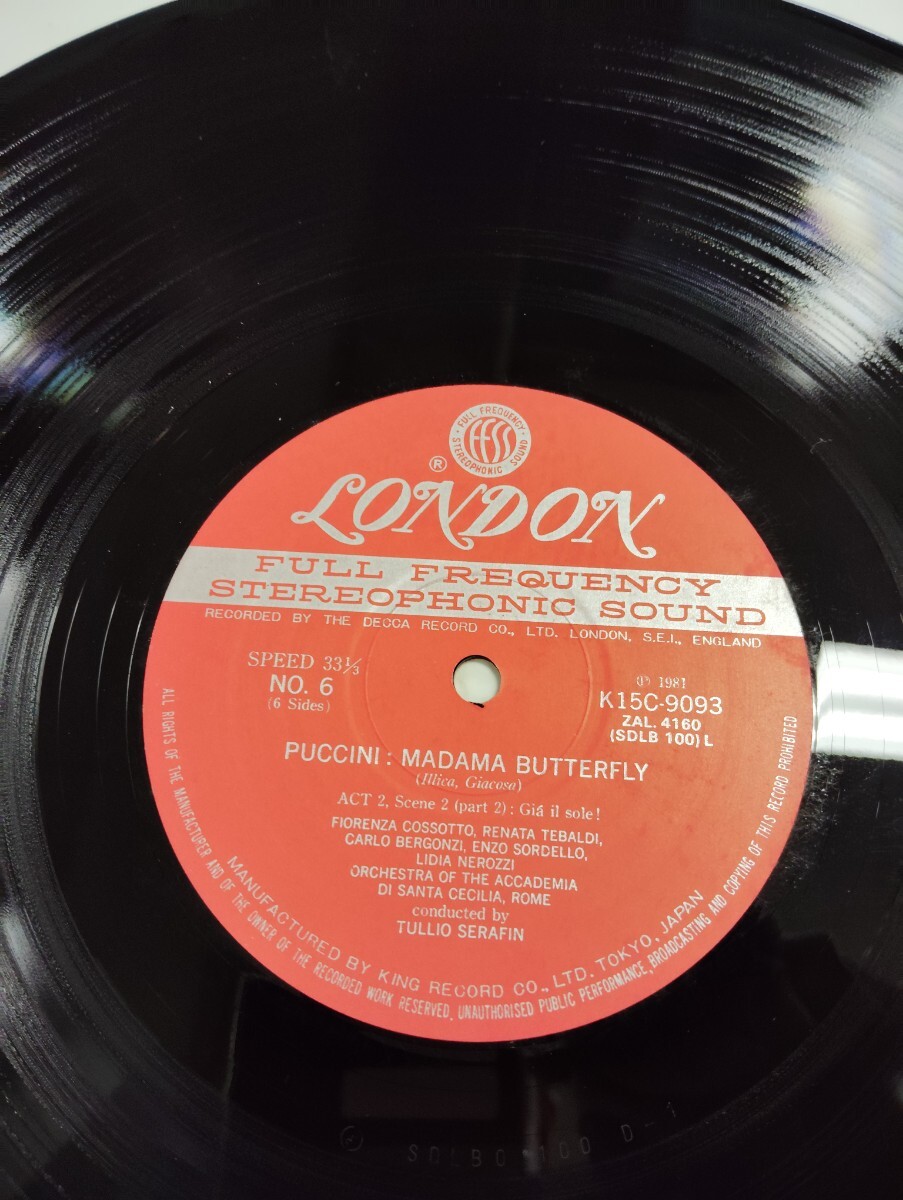 FULL FREQUENCY
FFSS
STEREOPHONIC SOUND
®
LONDON
FULL FREQUENCY
STEREOPHONIC SOUND
RECORDED BY THE DECCA RECORD CO., LTD. LONDON, S.E.I., ENGLAND
SPEED 33⅓
NO. 6
(6 Sides)
℗ 1981
K15C-9093
ZAL. 4160
(SDLB 100) L
PUCCINI : MADAMA BUTTERFLY
(Illica, Giacosa)
ACT 2, Scene 2 (part 2) : Giá il sole!
FIORENZA COSSOTTO, RENATA TEBALDI,
CARLO BERGONZI, ENZO SORDELLO,
LIDIA NEROZZI
ORCHESTRA OF THE ACCADEMIA
DI SANTA CECILIA, ROME
conducted by
TULLIO SERAFIN
MANUFACTURED BY KING RECORD CO., LTD. TOKYO, JAPAN
ALL RIGHTS OF THE MANUFACTURER AND OF THE OWNER OF THE RECORDED WORK RESERVED. UNAUTHORISED PUBLIC PERFORMANCE, BROADCASTING AND COPYING OF THIS RECORD PROHIBITED
100 D-1